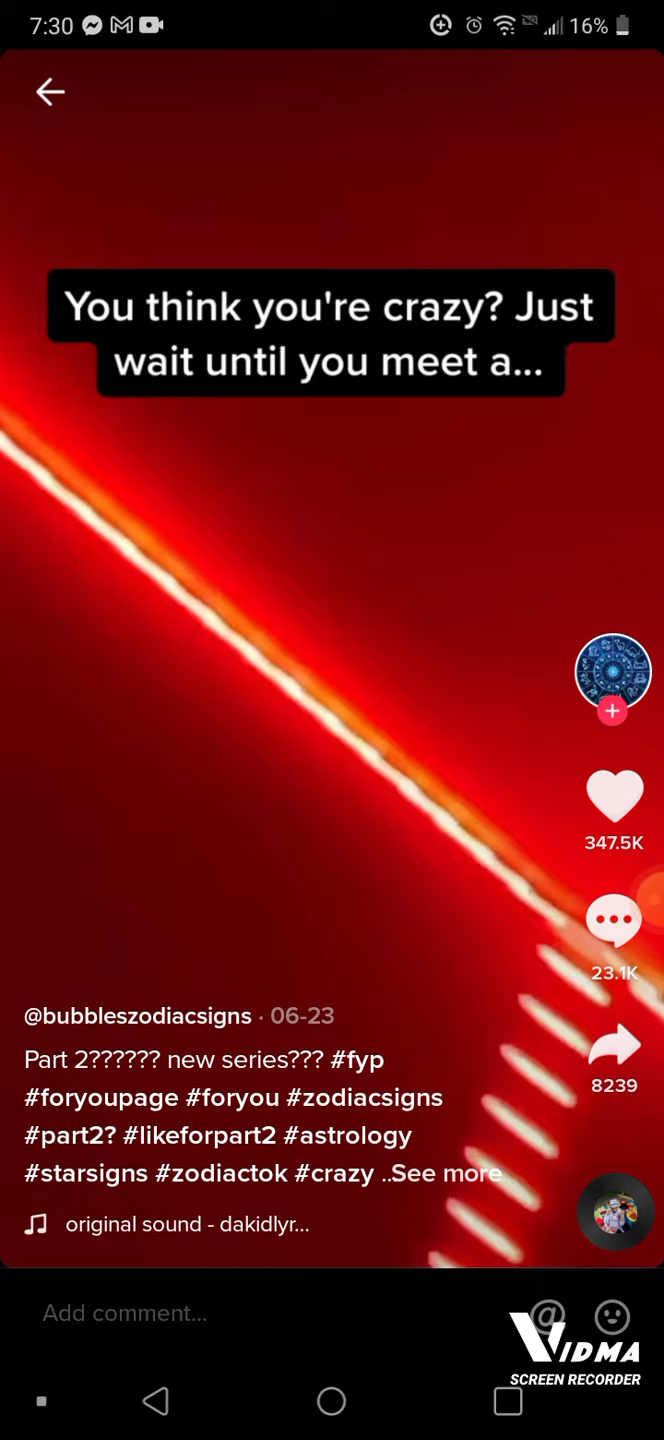 7:30
16%
You think you're crazy? Just
wait until you meet a...
347.5K
23.1K
@bubbleszodiacsigns · 06-23
Part 2?????? new series??? #fyp
#foryoupage #foryou #zodiacsigns
#part2? #likeforpart2 #astrology
#starsigns #zodiactok #crazy ..See more
8239
original sound - dakidlyr...
Add comment...
@
VIDMA
SCREEN RECORDER